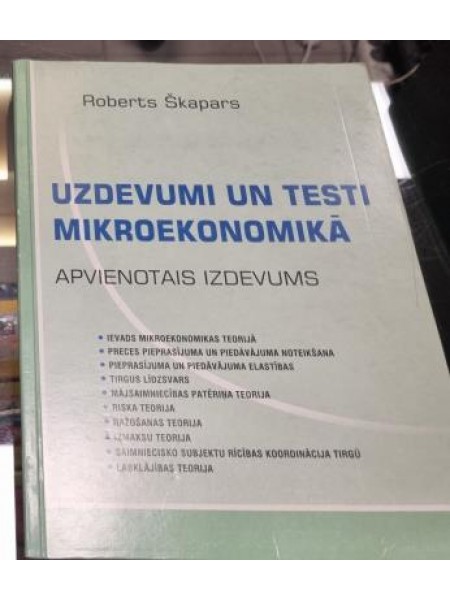 Roberts Škapars
UZDEVUMI UN TESTI
MIKROEKONOMIKĀ
APVIENOTAIS IZDEVUMS
• IEVADS MIKROEKONOMIKAS TEORIJĀ
• PRECES PIEPRASĪJUMA UN PIEDĀVĀJUMA NOTEIKŠANA
• PIEPRASĪJUMA UN PIEDĀVĀJUMA ELASTĪBAS
• TIRGUS LĪDZSVARS
• MĀJSAIMNIECĪBAS PATĒRIŅA TEORIJA
• RISKA TEORIJA
• RAŽOŠANAS TEORIJA
• IZMAKSU TEORIJA
• SAIMNIECISKO SUBJEKTU RĪCĪBAS KOORDINĀCIJA TIRGŪ
• LABKLĀJĪBAS TEORIJA